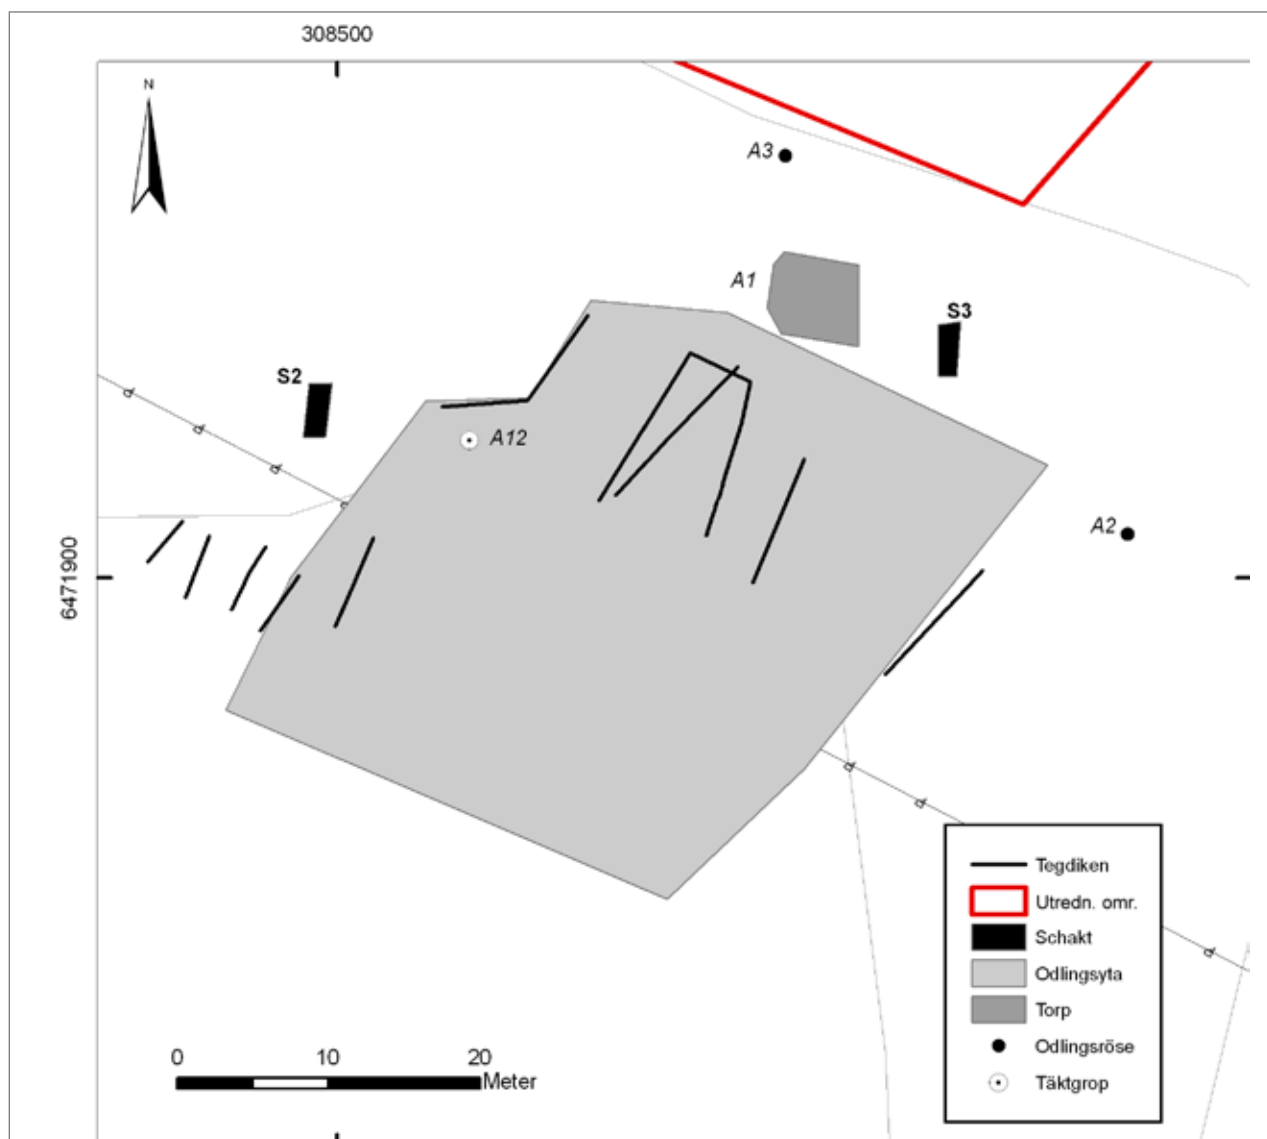 308500
N
A3
A1
S3
S2
A12
A2
6471900
Tegdiken
Utredn. omr.
Schakt
Odlingsyta
Torp
Odlingsröse
Täktgrop
0 10 20
Meter